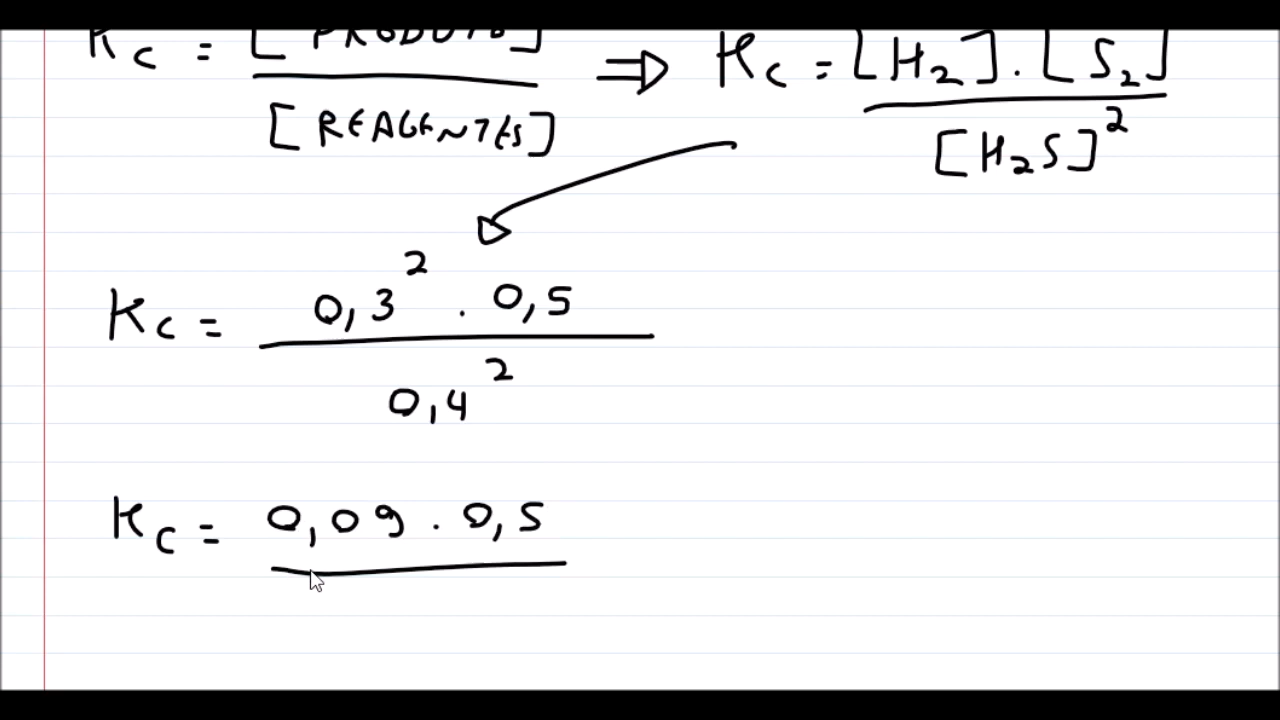 Kc = [PRODUTO] / [REAGENTES] ⇒ Kc = [H₂] . [S₂] / [H₂S]²
Kc = 0,3² . 0,5 / 0,4²
Kc = 0,09 . 0,5